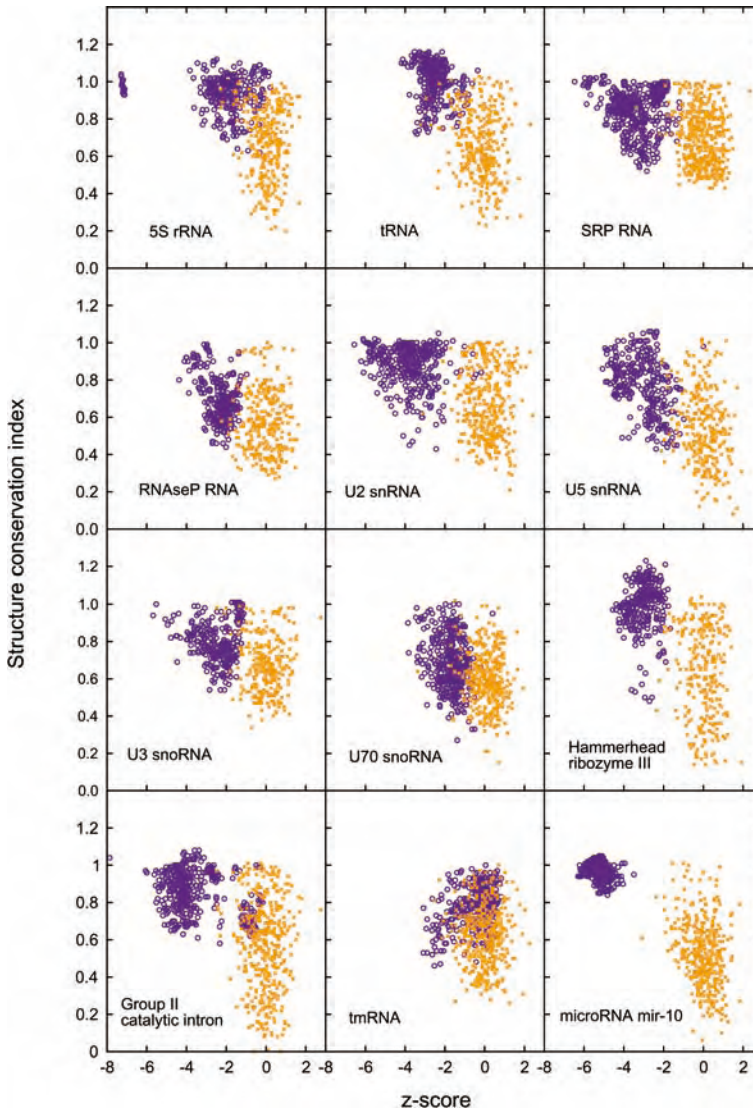 Structure conservation index
1.2
1.0
0.8
0.6
0.4
0.2
0.0
5S rRNA
tRNA
SRP RNA
1.2
1.0
0.8
0.6
0.4
0.2
0.0
RNAseP RNA
U2 snRNA
U5 snRNA
1.2
1.0
0.8
0.6
0.4
0.2
0.0
U3 snoRNA
U70 snoRNA
Hammerhead
ribozyme III
1.2
1
0.8
0.6
0.4
0.2
0
Group II
catalytic intron
tmRNA
microRNA mir-10
-8 -6 -4 -2 0 2 -8 -6 -4 -2 0 2 -8 -6 -4 -2 0 2
z-score